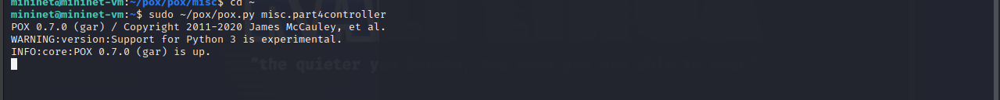 mininet@mininet-vm:~/pox/pox/misc$ cd ~
mininet@mininet-vm:~$ sudo ~/pox/pox.py misc.part4controller
POX 0.7.0 (gar) / Copyright 2011-2020 James McCauley, et al.
WARNING:version:Support for Python 3 is experimental.
INFO:core:POX 0.7.0 (gar) is up.
"the quieter y